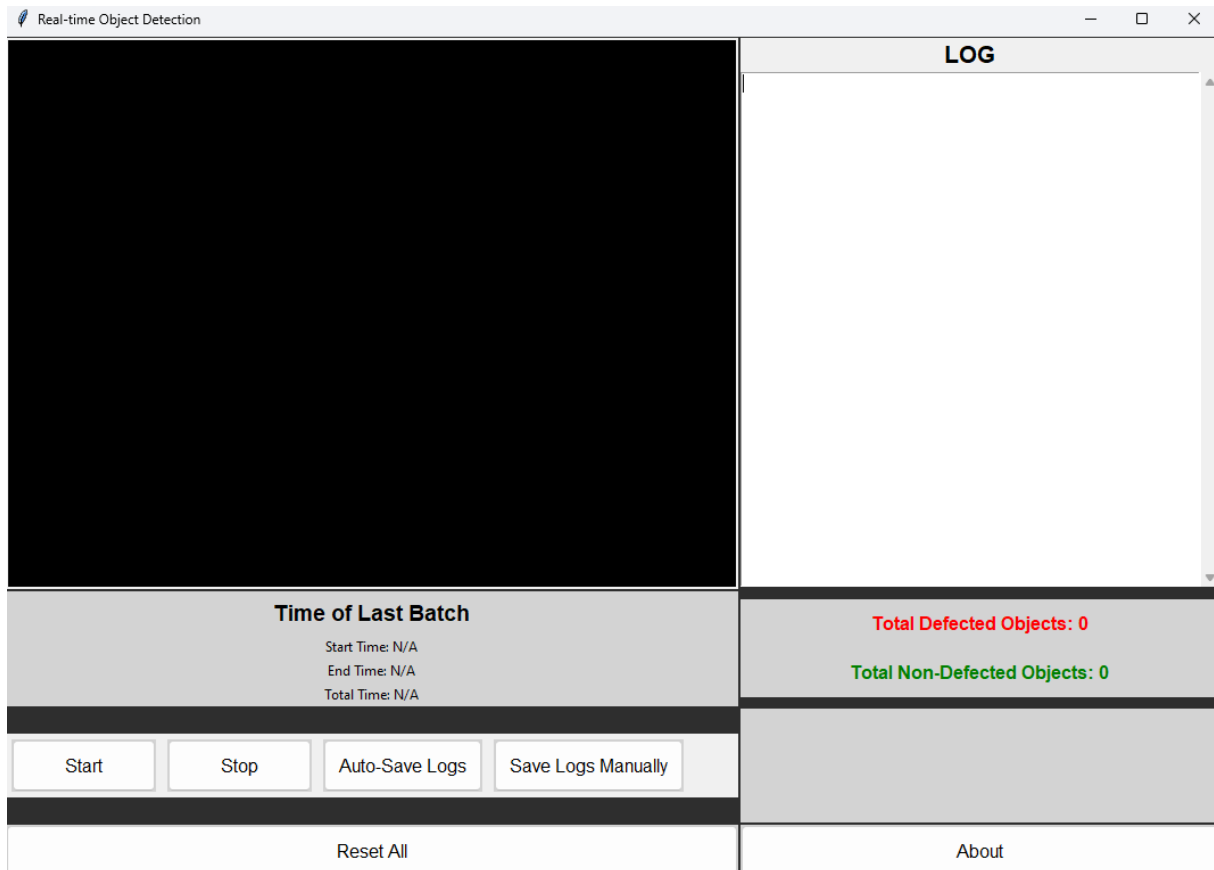 Real-time Object Detection
LOG
Time of Last Batch
Start Time: N/A
End Time: N/A
Total Time: N/A
Total Defected Objects: 0
Total Non-Defected Objects: 0
Start
Stop
Auto-Save Logs
Save Logs Manually
Reset All
About